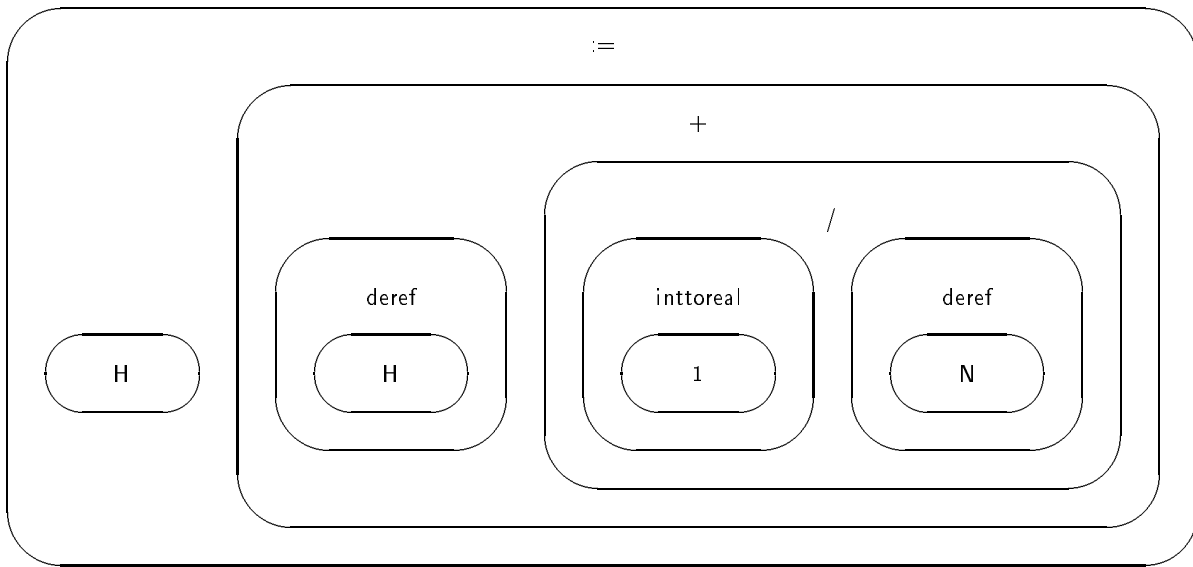 :=
+
/
deref inttoreal deref
H H 1 N